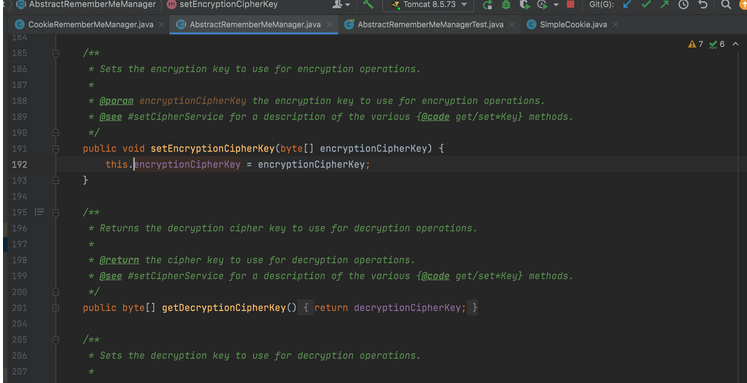 AbstractRememberMeManager
setEncryptionCipherKey
Tomcat 8.5.73
Git(G):
CookieRememberMeManager.java
AbstractRememberMeManager.java
AbstractRememberMeManagerTest.java
SimpleCookie.java
7
6
184
185 /**
186 * Sets the encryption key to use for encryption operations.
187 *
188 * @param encryptionCipherKey the encryption key to use for encryption operations.
189 * @see #setCipherService for a description of the various {@code get/set*Key} methods.
190 */
191 public void setEncryptionCipherKey(byte[] encryptionCipherKey) {
192 this.encryptionCipherKey = encryptionCipherKey;
193 }
194
195 /**
196 * Returns the decryption cipher key to use for decryption operations.
197 *
198 * @return the cipher key to use for decryption operations.
199 * @see #setCipherService for a description of the various {@code get/set*Key} methods.
200 */
201 public byte[] getDecryptionCipherKey() { return decryptionCipherKey; }
204
205 /**
206 * Sets the decryption key to use for decryption operations.
207 *